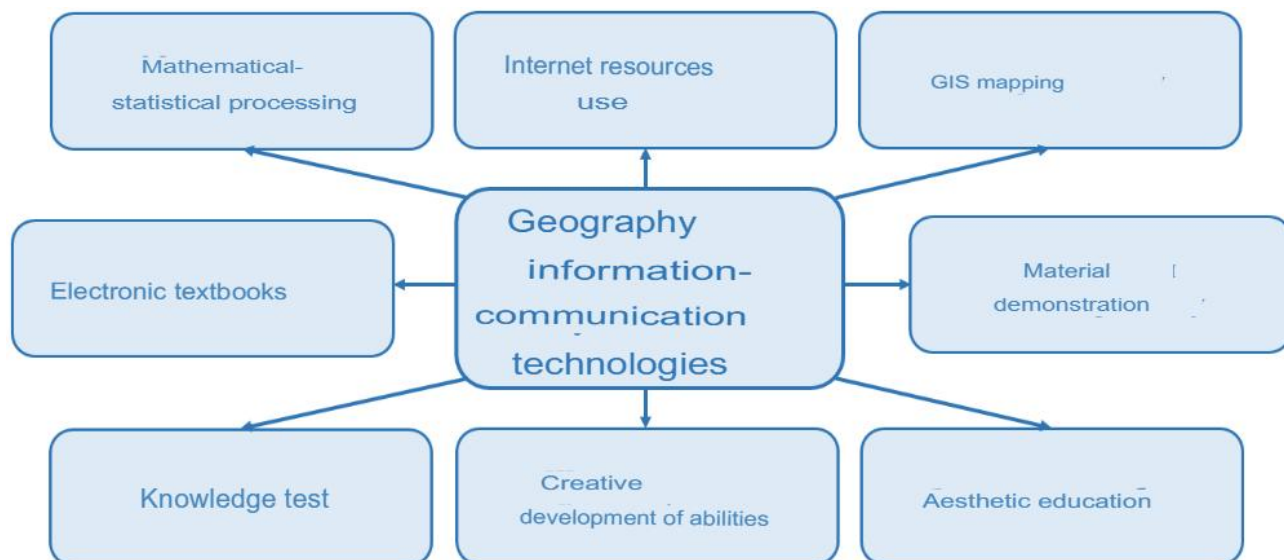 Mathematical-
statistical processing
Internet resources
use
GIS mapping
Electronic textbooks
Geography
information-
communication
technologies
Material
demonstration
Knowledge test
Creative
development of abilities
Aesthetic education